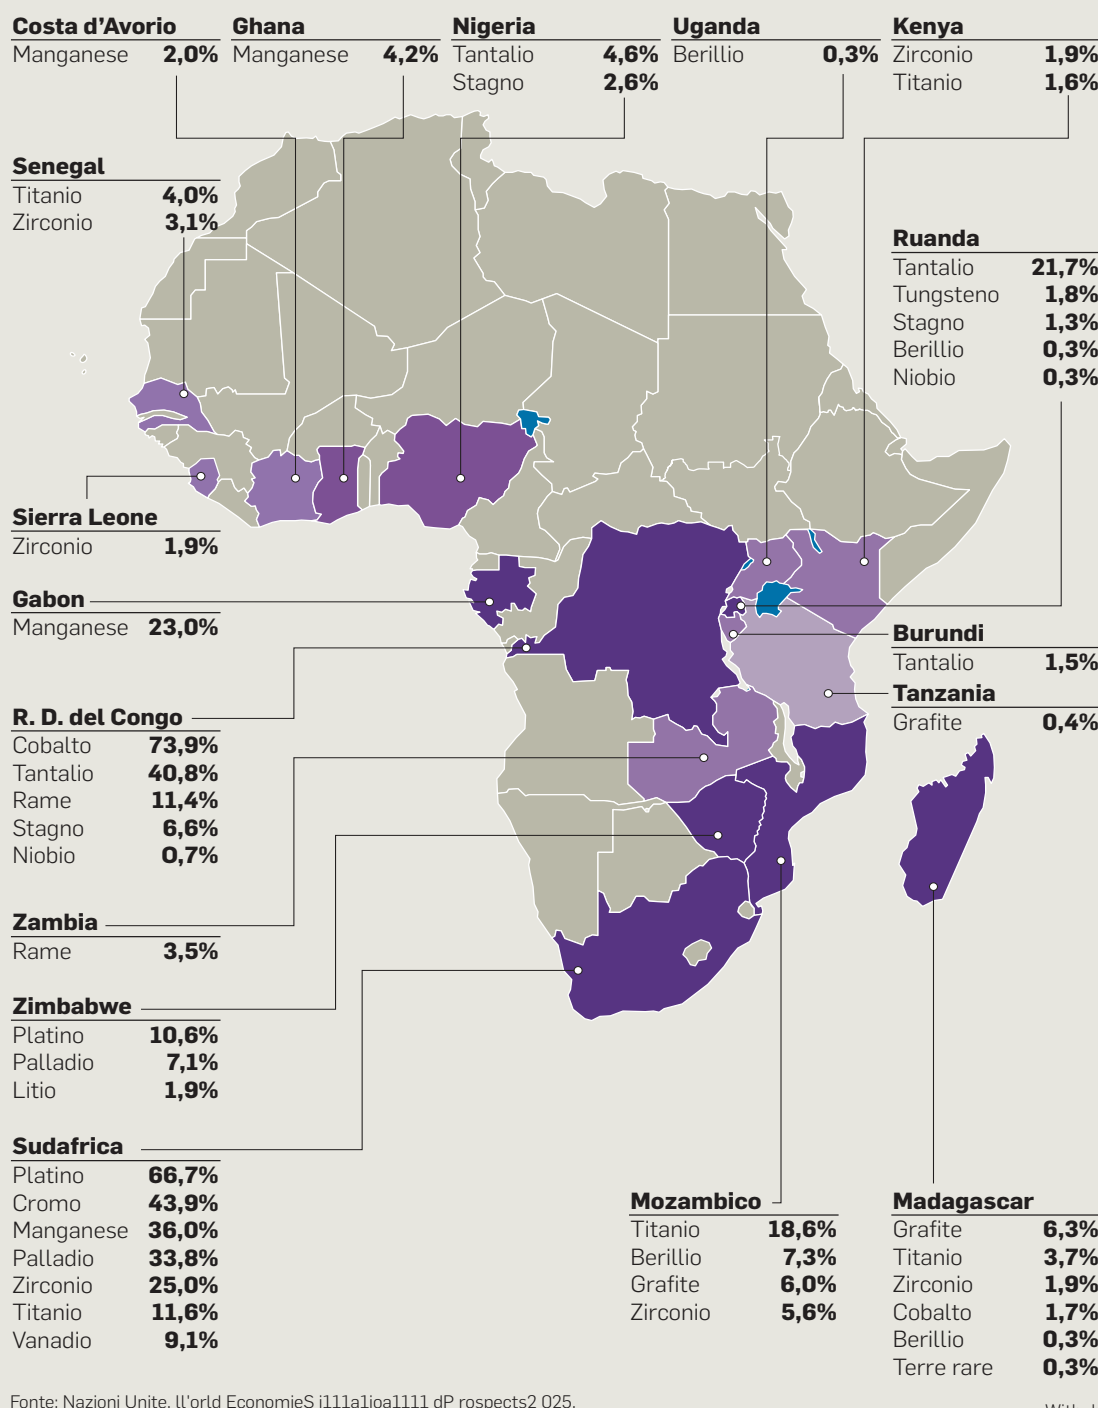 Costa d'Avorio
Manganese 2,0%
Ghana
Manganese 4,2%
Nigeria
Tantalio 4,6%
Stagno 2,6%
Uganda
Berillio 0,3%
Kenya
Zirconio 1,9%
Titanio 1,6%
Senegal
Titanio 4,0%
Zirconio 3,1%
Ruanda
Tantalio 21,7%
Tungsteno 1,8%
Stagno 1,3%
Berillio 0,3%
Niobio 0,3%
Sierra Leone
Zirconio 1,9%
Gabon
Manganese 23,0%
Burundi
Tantalio 1,5%
Tanzania
Grafite 0,4%
R. D. del Congo
Cobalto 73,9%
Tantalio 40,8%
Rame 11,4%
Stagno 6,6%
Niobio 0,7%
Zambia
Rame 3,5%
Zimbabwe
Platino 10,6%
Palladio 7,1%
Litio 1,9%
Sudafrica
Platino 66,7%
Cromo 43,9%
Manganese 36,0%
Palladio 33,8%
Zirconio 25,0%
Titanio 11,6%
Vanadio 9,1%
Mozambico
Titanio 18,6%
Berillio 7,3%
Grafite 6,0%
Zirconio 5,6%
Madagascar
Grafite 6,3%
Titanio 3,7%
Zirconio 1,9%
Cobalto 1,7%
Berillio 0,3%
Terre rare 0,3%
Fonte: Nazioni Unite, ll'orld EconomieS i111a1ioa1111 dP rospects2 025.